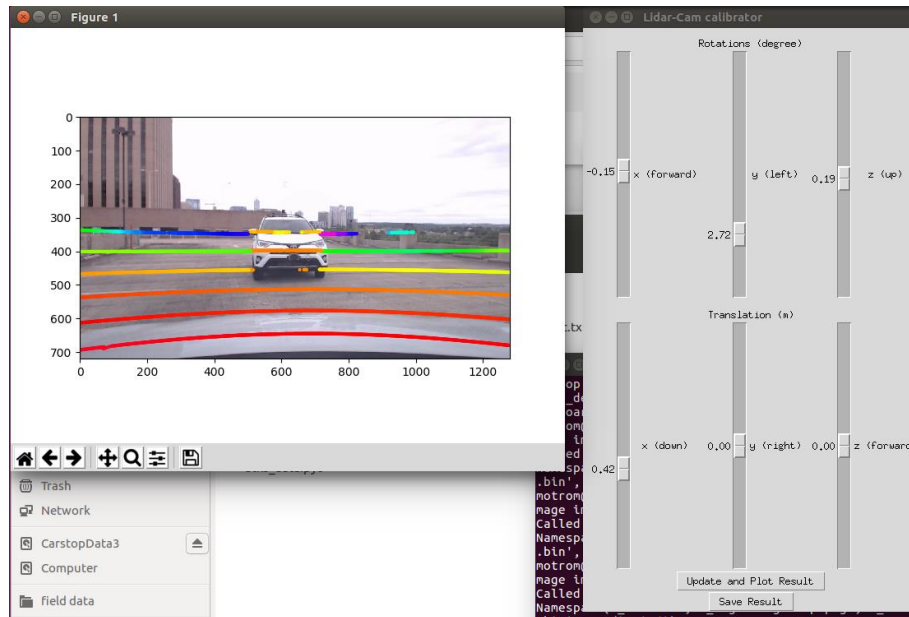 Figure 1
0
100
200
300
400
500
600
700
0 200 400 600 800 1000 1200
Trash
Network
CarstopData3
Computer
field data
.bin',
motrom@
mage i
Called
Namespa
.bin',
motrom@
mage i
Called
Namespa
Lidar-Cam calibrator
Rotations (degree)
-0.15 x (forward)
y (left)
0.19 z (up)
2.72
Translation (m)
x (down)
0.00 y (right)
0.00 z (forward
0.42
Update and Plot Result
Save Result